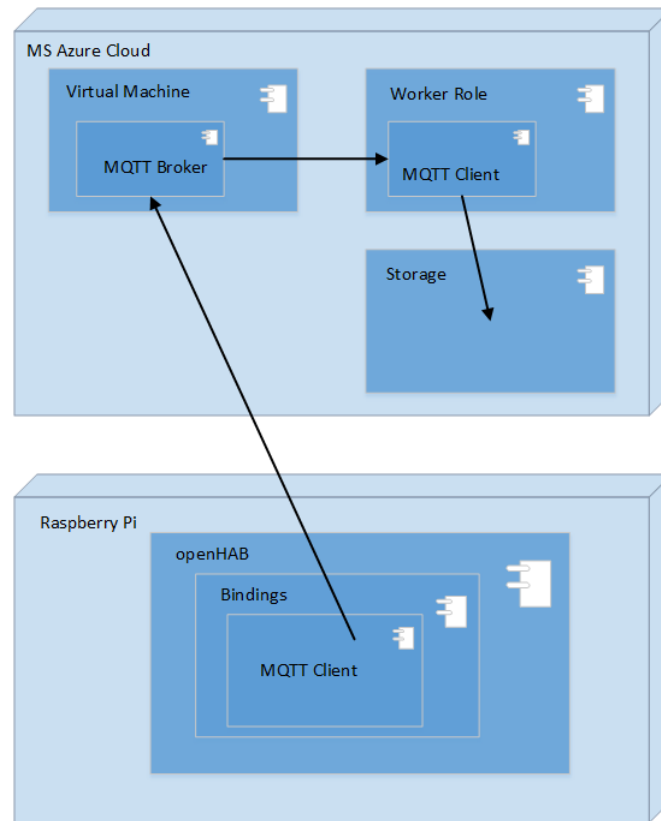 MS Azure Cloud
Virtual Machine
MQTT Broker
Worker Role
MQTT Client
Storage
Raspberry Pi
openHAB
Bindings
MQTT Client